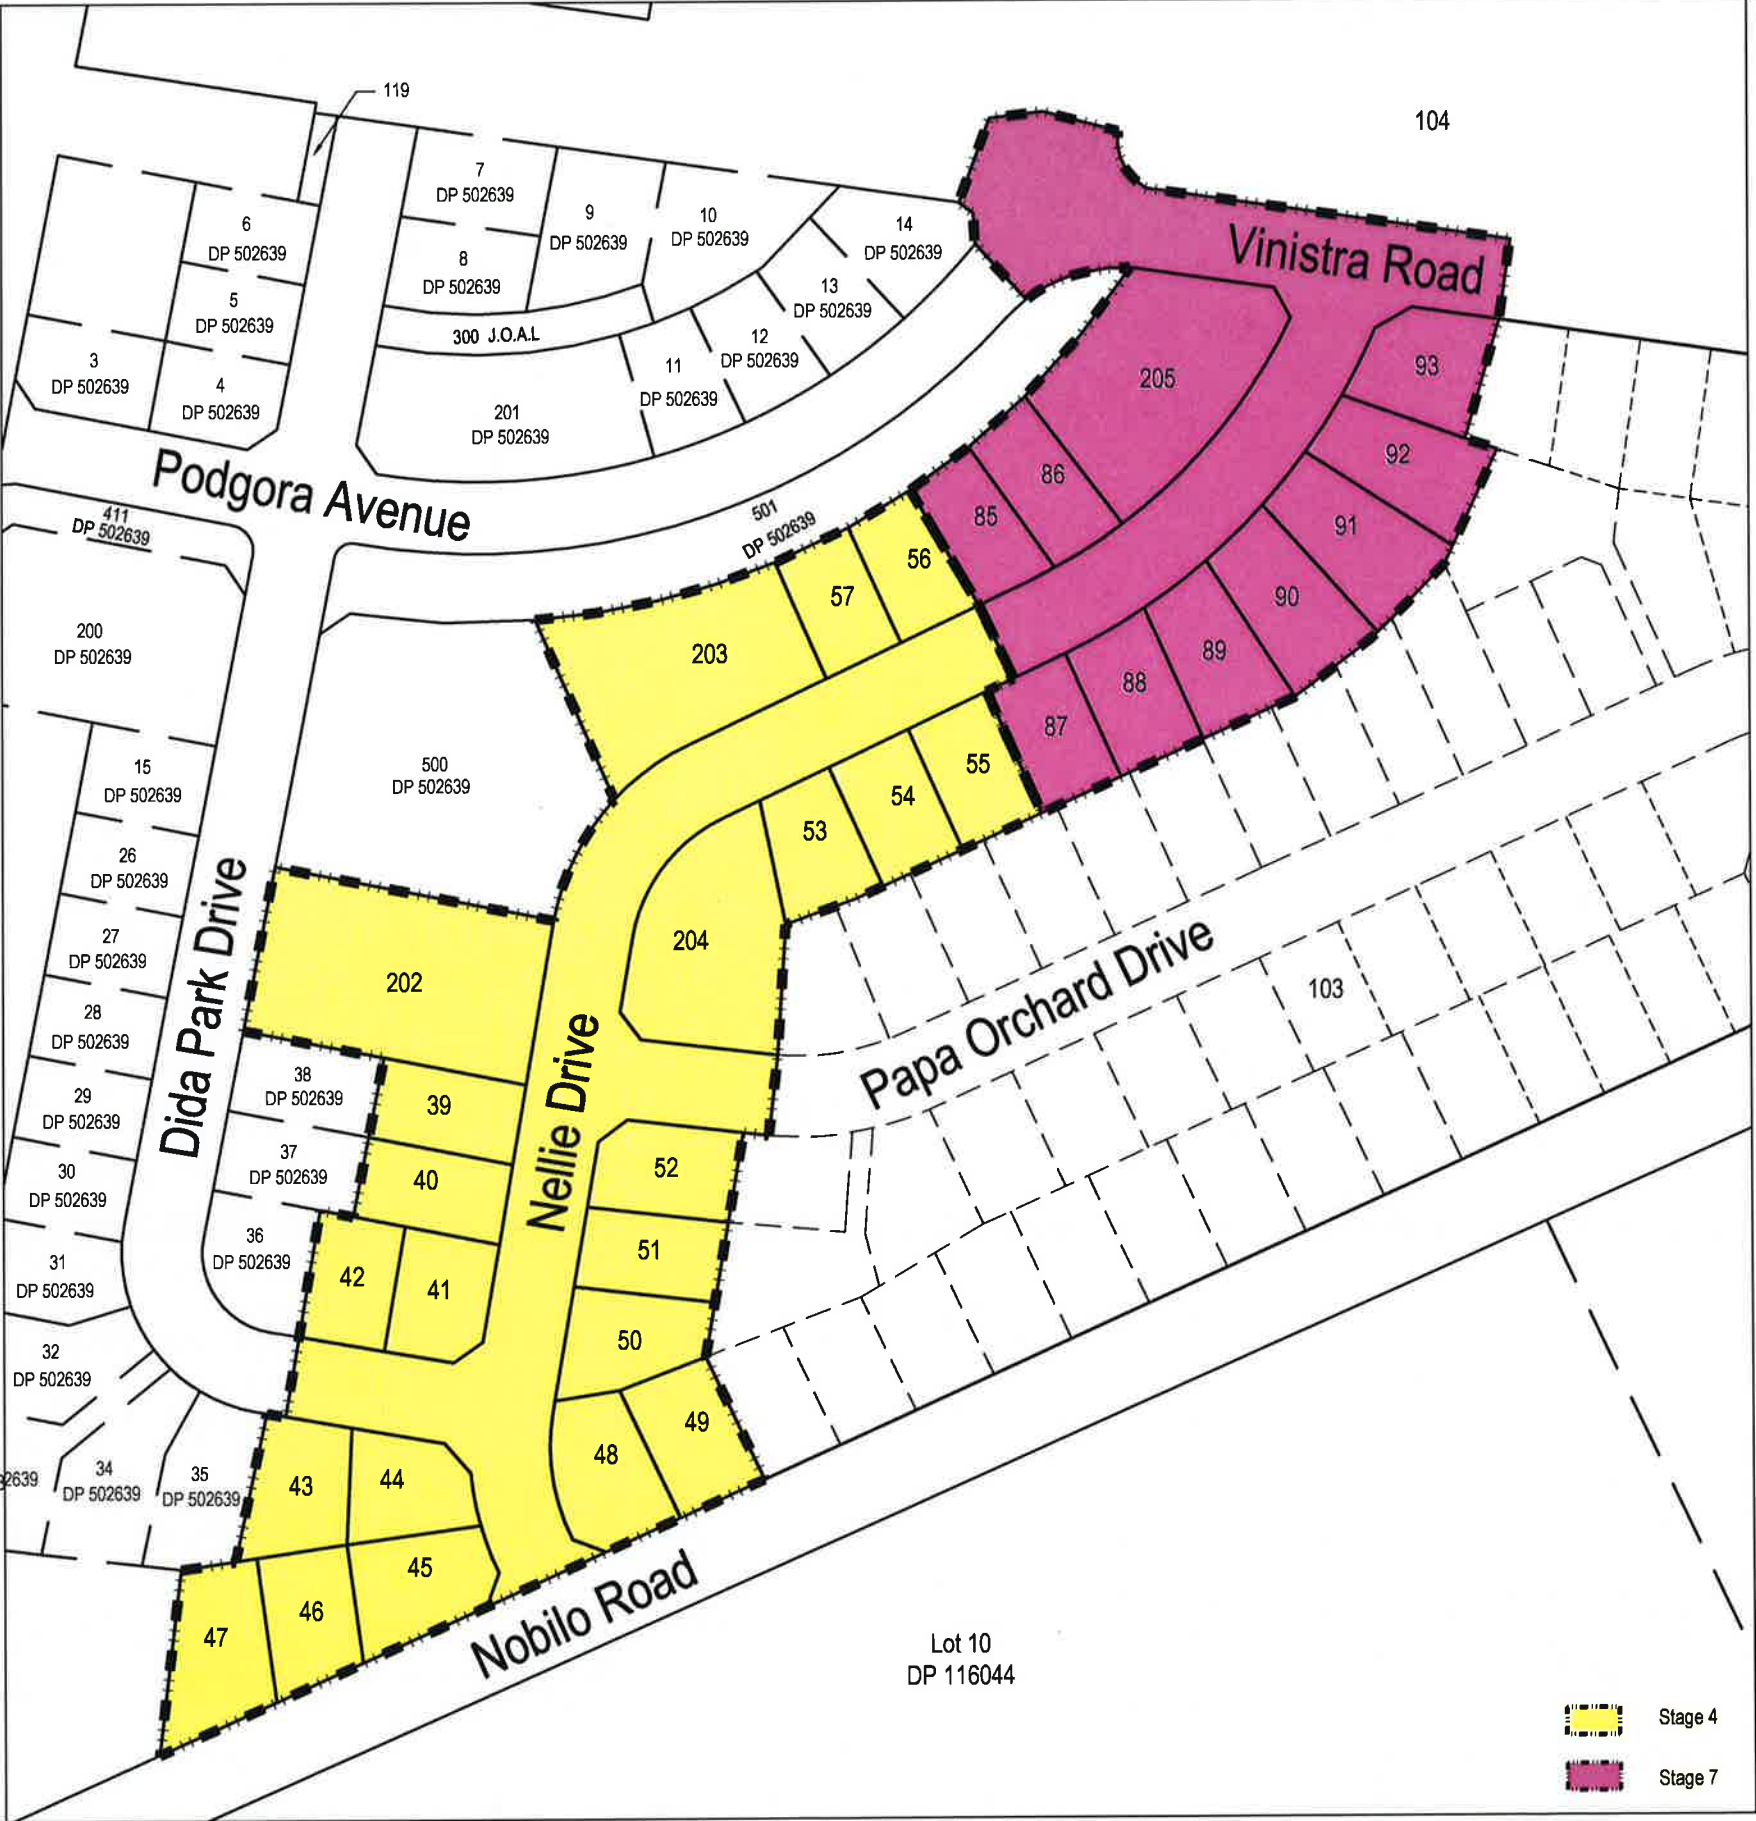 119
104
7
DP 502639
9
DP 502639
10
DP 502639
14
DP 502639
6
DP 502639
8
DP 502639
Vinistra Road
5
DP 502639
13
DP 502639
300 J.O.A.L
12
DP 502639
3
DP 502639
4
DP 502639
11
DP 502639
205
93
201
DP 502639
92
Podgora Avenue
86
85
91
411
DP 502639
501
DP 502639
56
57
90
200
DP 502639
203
89
88
87
15
DP 502639
500
DP 502639
55
54
53
26
DP 502639
Dida Park Drive
27
DP 502639
202
204
Papa Orchard Drive
103
28
DP 502639
38
DP 502639
39
Nellie Drive
29
DP 502639
37
DP 502639
40
52
30
DP 502639
36
DP 502639
51
31
DP 502639
42
41
50
32
DP 502639
49
48
2639
34
DP 502639
35
DP 502639
43
44
45
46
47
Nobilo Road
Lot 10
DP 116044
Stage 4
Stage 7